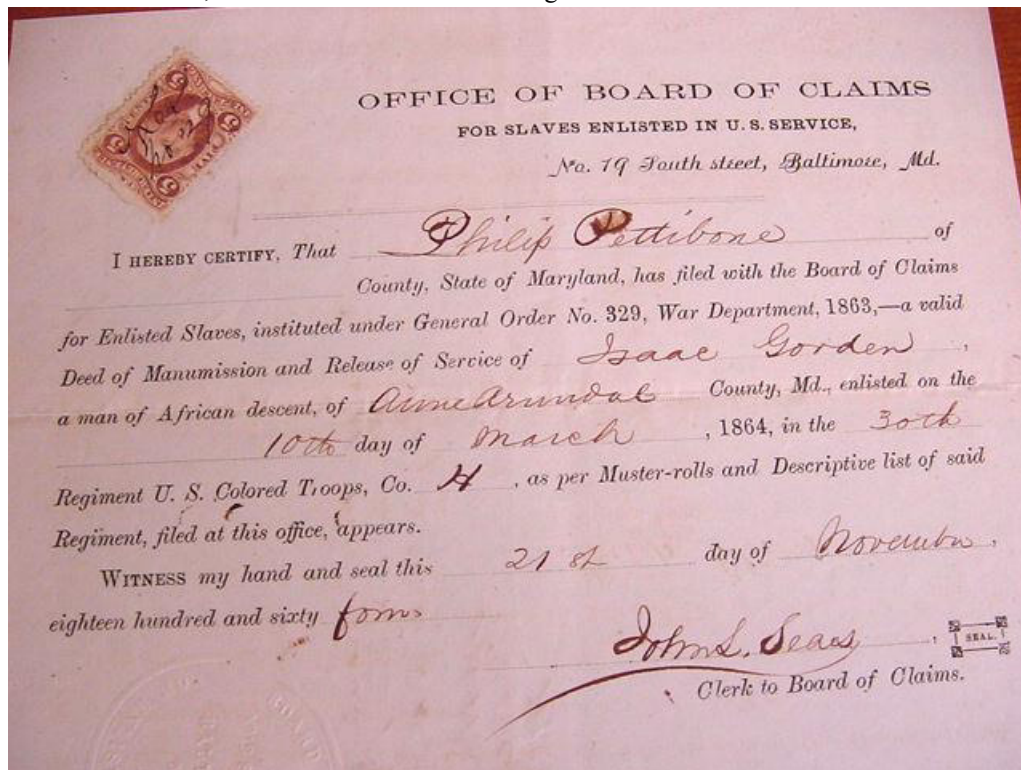 OFFICE OF BOARD OF CLAIMS
FOR SLAVES ENLISTED IN U. S. SERVICE,
No. 19 South street, Baltimore, Md.
I HEREBY CERTIFY, That Philip Pettibone of
County, State of Maryland, has filed with the Board of Claims
for Enlisted Slaves, instituted under General Order No. 329, War Department, 1863,—a valid
Deed of Manumission and Release of Service of Isaac Gorden,
a man of African descent, of Anne Arundal County, Md., enlisted on the
10th day of March, 1864, in the 30th
Regiment U. S. Colored Troops, Co. H, as per Muster-rolls and Descriptive list of said
Regiment, filed at this office, appears.
WITNESS my hand and seal this 21st day of November,
eighteen hundred and sixty four
John S. Sears, SEAL.
Clerk to Board of Claims.